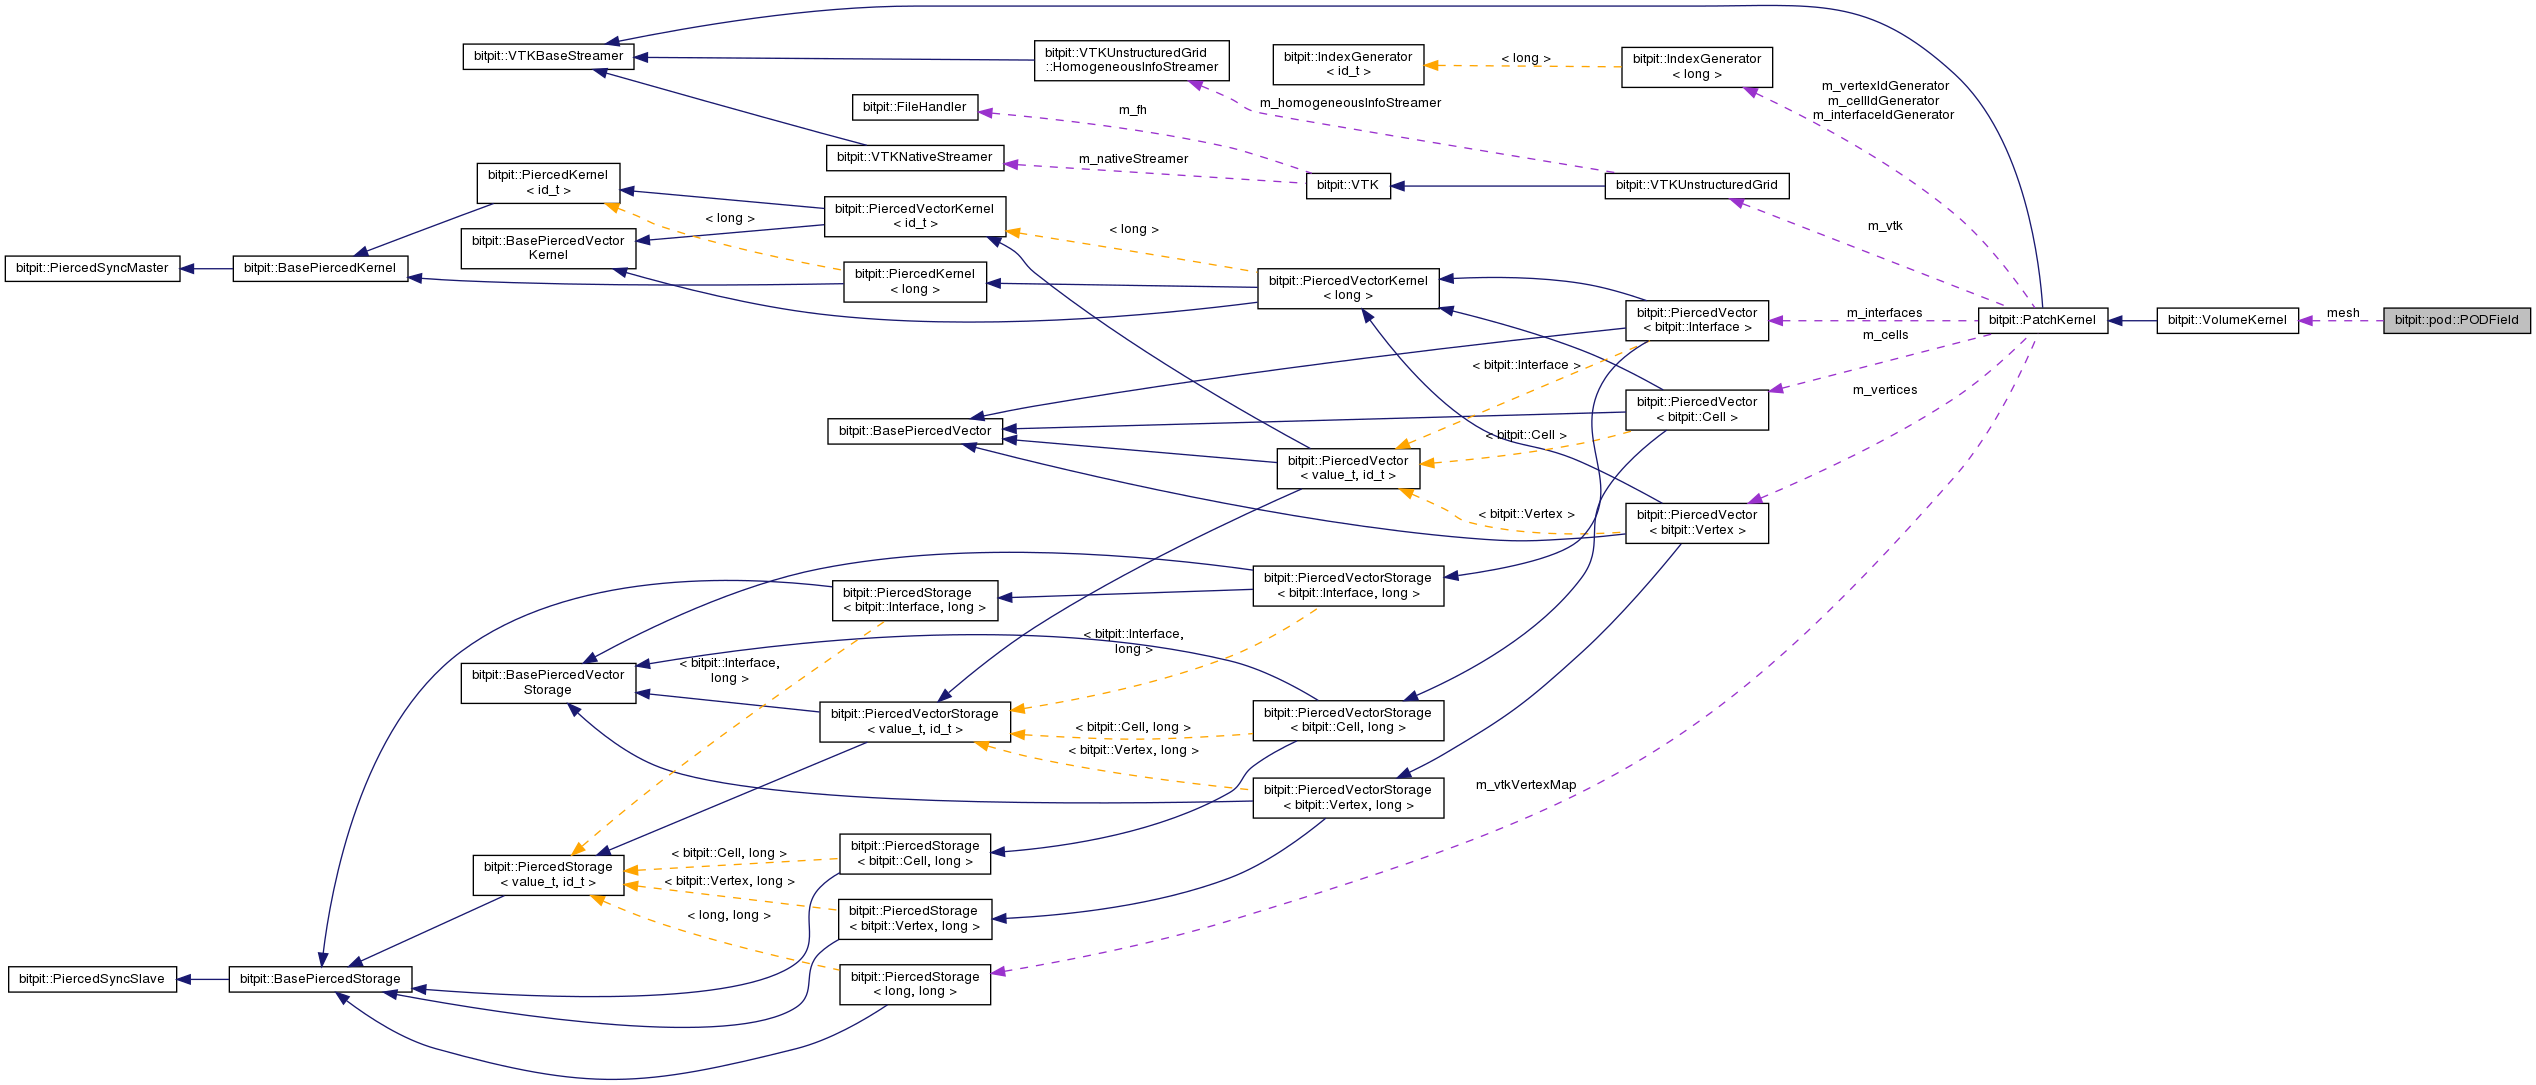 bitpit::VTKBaseStreamer
bitpit::VTKUnstructuredGrid
::HomogeneousInfoStreamer
bitpit::IndexGenerator
< id_t >
< long >
bitpit::IndexGenerator
< long >
m_vertexIdGenerator
m_cellIdGenerator
m_interfaceIdGenerator
bitpit::FileHandler
m_fh
m_homogeneousInfoStreamer
bitpit::VTKNativeStreamer
m_nativeStreamer
bitpit::VTK
bitpit::VTKUnstructuredGrid
m_vtk
bitpit::PiercedKernel
< id_t >
< long >
bitpit::PiercedVectorKernel
< id_t >
< long >
bitpit::BasePiercedVector
Kernel
bitpit::PiercedSyncMaster
bitpit::BasePiercedKernel
bitpit::PiercedKernel
< long >
bitpit::PiercedVectorKernel
< long >
bitpit::PiercedVector
< bitpit::Interface >
m_interfaces
bitpit::PatchKernel
bitpit::VolumeKernel
mesh
bitpit::pod::PODField
m_cells
< bitpit::Interface >
bitpit::PiercedVector
< bitpit::Cell >
m_vertices
bitpit::BasePiercedVector
< bitpit::Cell >
bitpit::PiercedVector
< value_t, id_t >
< bitpit::Vertex >
bitpit::PiercedVector
< bitpit::Vertex >
bitpit::PiercedStorage
< bitpit::Interface, long >
bitpit::PiercedVectorStorage
< bitpit::Interface, long >
< bitpit::Interface,
long >
< bitpit::Interface,
long >
bitpit::BasePiercedVector
Storage
bitpit::PiercedVectorStorage
< value_t, id_t >
< bitpit::Cell, long >
< bitpit::Vertex, long >
bitpit::PiercedVectorStorage
< bitpit::Cell, long >
bitpit::PiercedVectorStorage
< bitpit::Vertex, long >
m_vtkVertexMap
bitpit::PiercedStorage
< value_t, id_t >
< bitpit::Cell, long >
< bitpit::Vertex, long >
< long, long >
bitpit::PiercedStorage
< bitpit::Cell, long >
bitpit::PiercedStorage
< bitpit::Vertex, long >
bitpit::PiercedSyncSlave
bitpit::BasePiercedStorage
bitpit::PiercedStorage
< long, long >